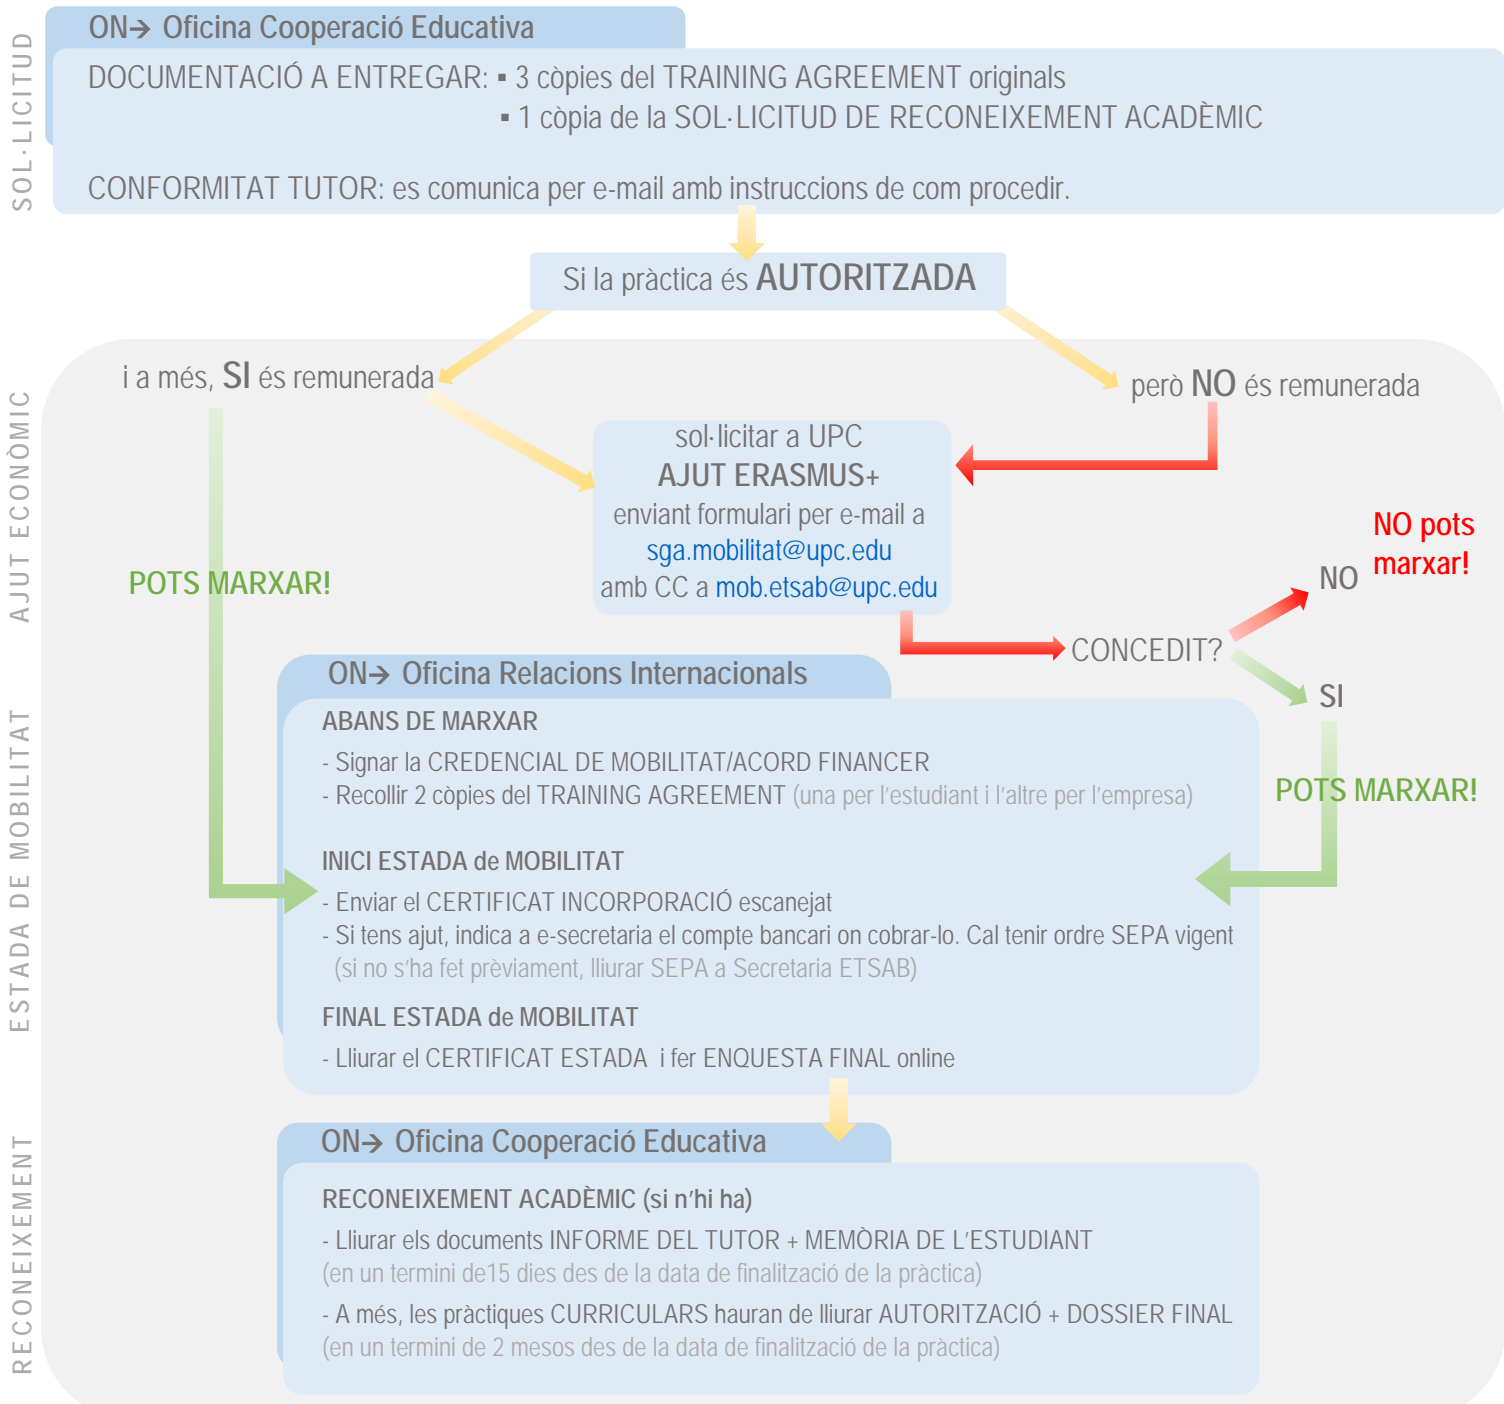 SOL·LICITUD
ON→ Oficina Cooperació Educativa
DOCUMENTACIÓ A ENTREGAR: ▪ 3 còpies del TRAINING AGREEMENT originals
▪ 1 còpia de la SOL·LICITUD DE RECONEIXEMENT ACADÈMIC
CONFORMITAT TUTOR: es comunica per e-mail amb instruccions de com procedir.
Si la pràctica és AUTORITZADA
AJUT ECONÒMIC
i a més, SI és remunerada
però NO és remunerada
sol·licitar a UPC
AJUT ERASMUS+
enviant formulari per e-mail a
sga.mobilitat@upc.edu
amb CC a mob.etsab@upc.edu
POTS MARXAR!
CONCEDIT?
NO
NO pots
marxar!
SI
POTS MARXAR!
ESTADA DE MOBILITAT
ON→ Oficina Relacions Internacionals
ABANS DE MARXAR
- Signar la CREDENCIAL DE MOBILITAT/ACORD FINANCER
- Recollir 2 còpies del TRAINING AGREEMENT (una per l'estudiant i l'altre per l'empresa)
INICI ESTADA de MOBILITAT
- Enviar el CERTIFICAT INCORPORACIÓ escanejat
- Si tens ajut, indica a e-secretaria el compte bancari on cobrar-lo. Cal tenir ordre SEPA vigent
(si no s'ha fet prèviament, lliurar SEPA a Secretaria ETSAB)
FINAL ESTADA de MOBILITAT
- Lliurar el CERTIFICAT ESTADA i fer ENQUESTA FINAL online
RECONEIXEMENT
ON→ Oficina Cooperació Educativa
RECONEIXEMENT ACADÈMIC (si n'hi ha)
- Lliurar els documents INFORME DEL TUTOR + MEMÒRIA DE L'ESTUDIANT
(en un termini de15 dies des de la data de finalització de la pràctica)
- A més, les pràctiques CURRICULARS hauran de lliurar AUTORITZACIÓ + DOSSIER FINAL
(en un termini de 2 mesos des de la data de finalització de la pràctica)